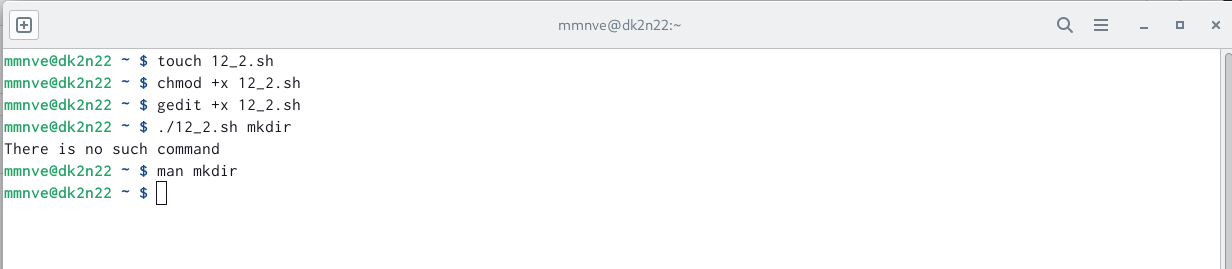 mmnve@dk2n22:~
mmnve@dk2n22 ~ $ touch 12_2.sh
mmnve@dk2n22 ~ $ chmod +x 12_2.sh
mmnve@dk2n22 ~ $ gedit +x 12_2.sh
mmnve@dk2n22 ~ $ ./12_2.sh mkdir
There is no such command
mmnve@dk2n22 ~ $ man mkdir
mmnve@dk2n22 ~ $